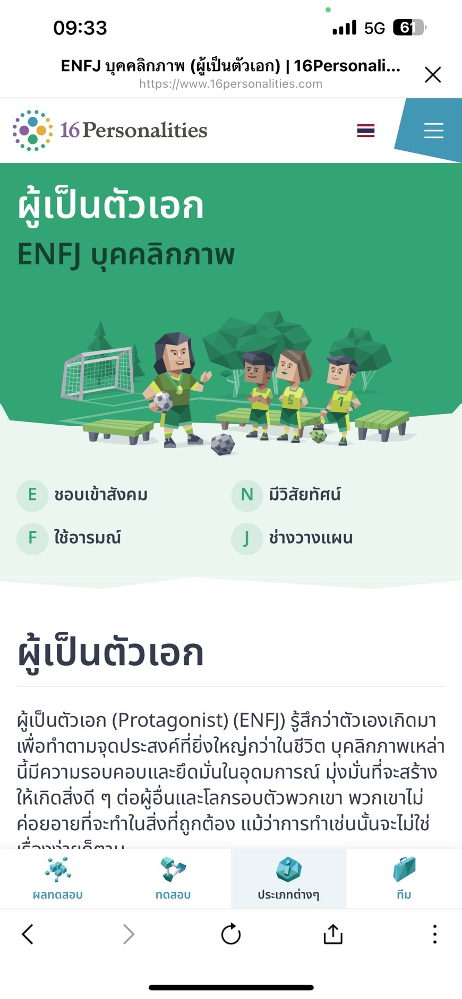 09:33
5G 61
ENFJ บุคคลิกภาพ (ผู้เป็นตัวเอก) | 16Personali...
https://www.16personalities.com
16Personalities
ผู้เป็นตัวเอก
ENFJ บุคคลิกภาพ
5
1
E ชอบเข้าสังคม
N มีวิสัยทัศน์
F ใช้อารมณ์
J ช่างวางแผน
ผู้เป็นตัวเอก
ผู้เป็นตัวเอก (Protagonist) (ENFJ) รู้สึกว่าตัวเองเกิดมา
เพื่อทำตามจุดประสงค์ที่ยิ่งใหญ่กว่าในชีวิต บุคลิกภาพเหล่า
นี้มีความรอบคอบและยึดมั่นในอุดมการณ์ มุ่งมั่นที่จะสร้าง
ให้เกิดสิ่งดี ๆ ต่อผู้อื่นและโลกรอบตัวพวกเขา พวกเขาไม่
ค่อยอายที่จะทำในสิ่งที่ถูกต้อง แม้ว่าการทำเช่นนั้นจะไม่ใช่
เรื่องง่ายก็ตาม
ผลทดสอบ
ทดสอบ
ประเภทต่างๆ
ทีม